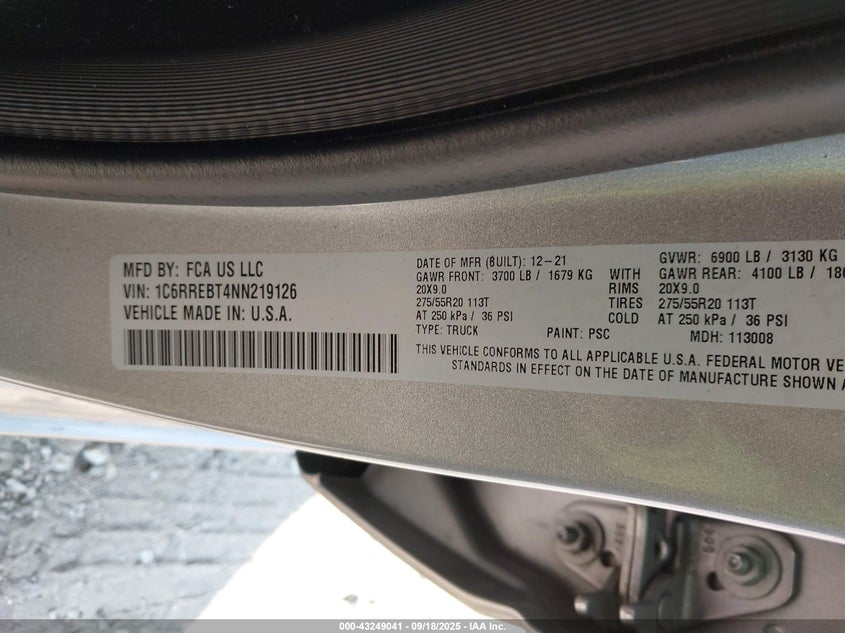 MFD BY: FCA US LLC
VIN: 1C6RREBT4NN219126
VEHICLE MADE IN: U.S.A.
DATE OF MFR (BUILT): 12-21 GVWR: 6900 LB / 3130 KG
GAWR FRONT: 3700 LB / 1679 KG WITH GAWR REAR: 4100 LB /
20X9.0 RIMS 20X9.0
275/55R20 113T TIRES 275/55R20 113T
AT 250 kPa / 36 PSI COLD AT 250 kPa / 36 PSI
TYPE: TRUCK PAINT: PSC MDH: 113008
THIS VEHICLE CONFORMS TO ALL APPLICABLE U.S.A. FEDERAL MOTOR
STANDARDS IN EFFECT ON THE DATE OF MANUFACTURE SHOWN
000-43249041 - 09/18/2025 - IAA Inc.